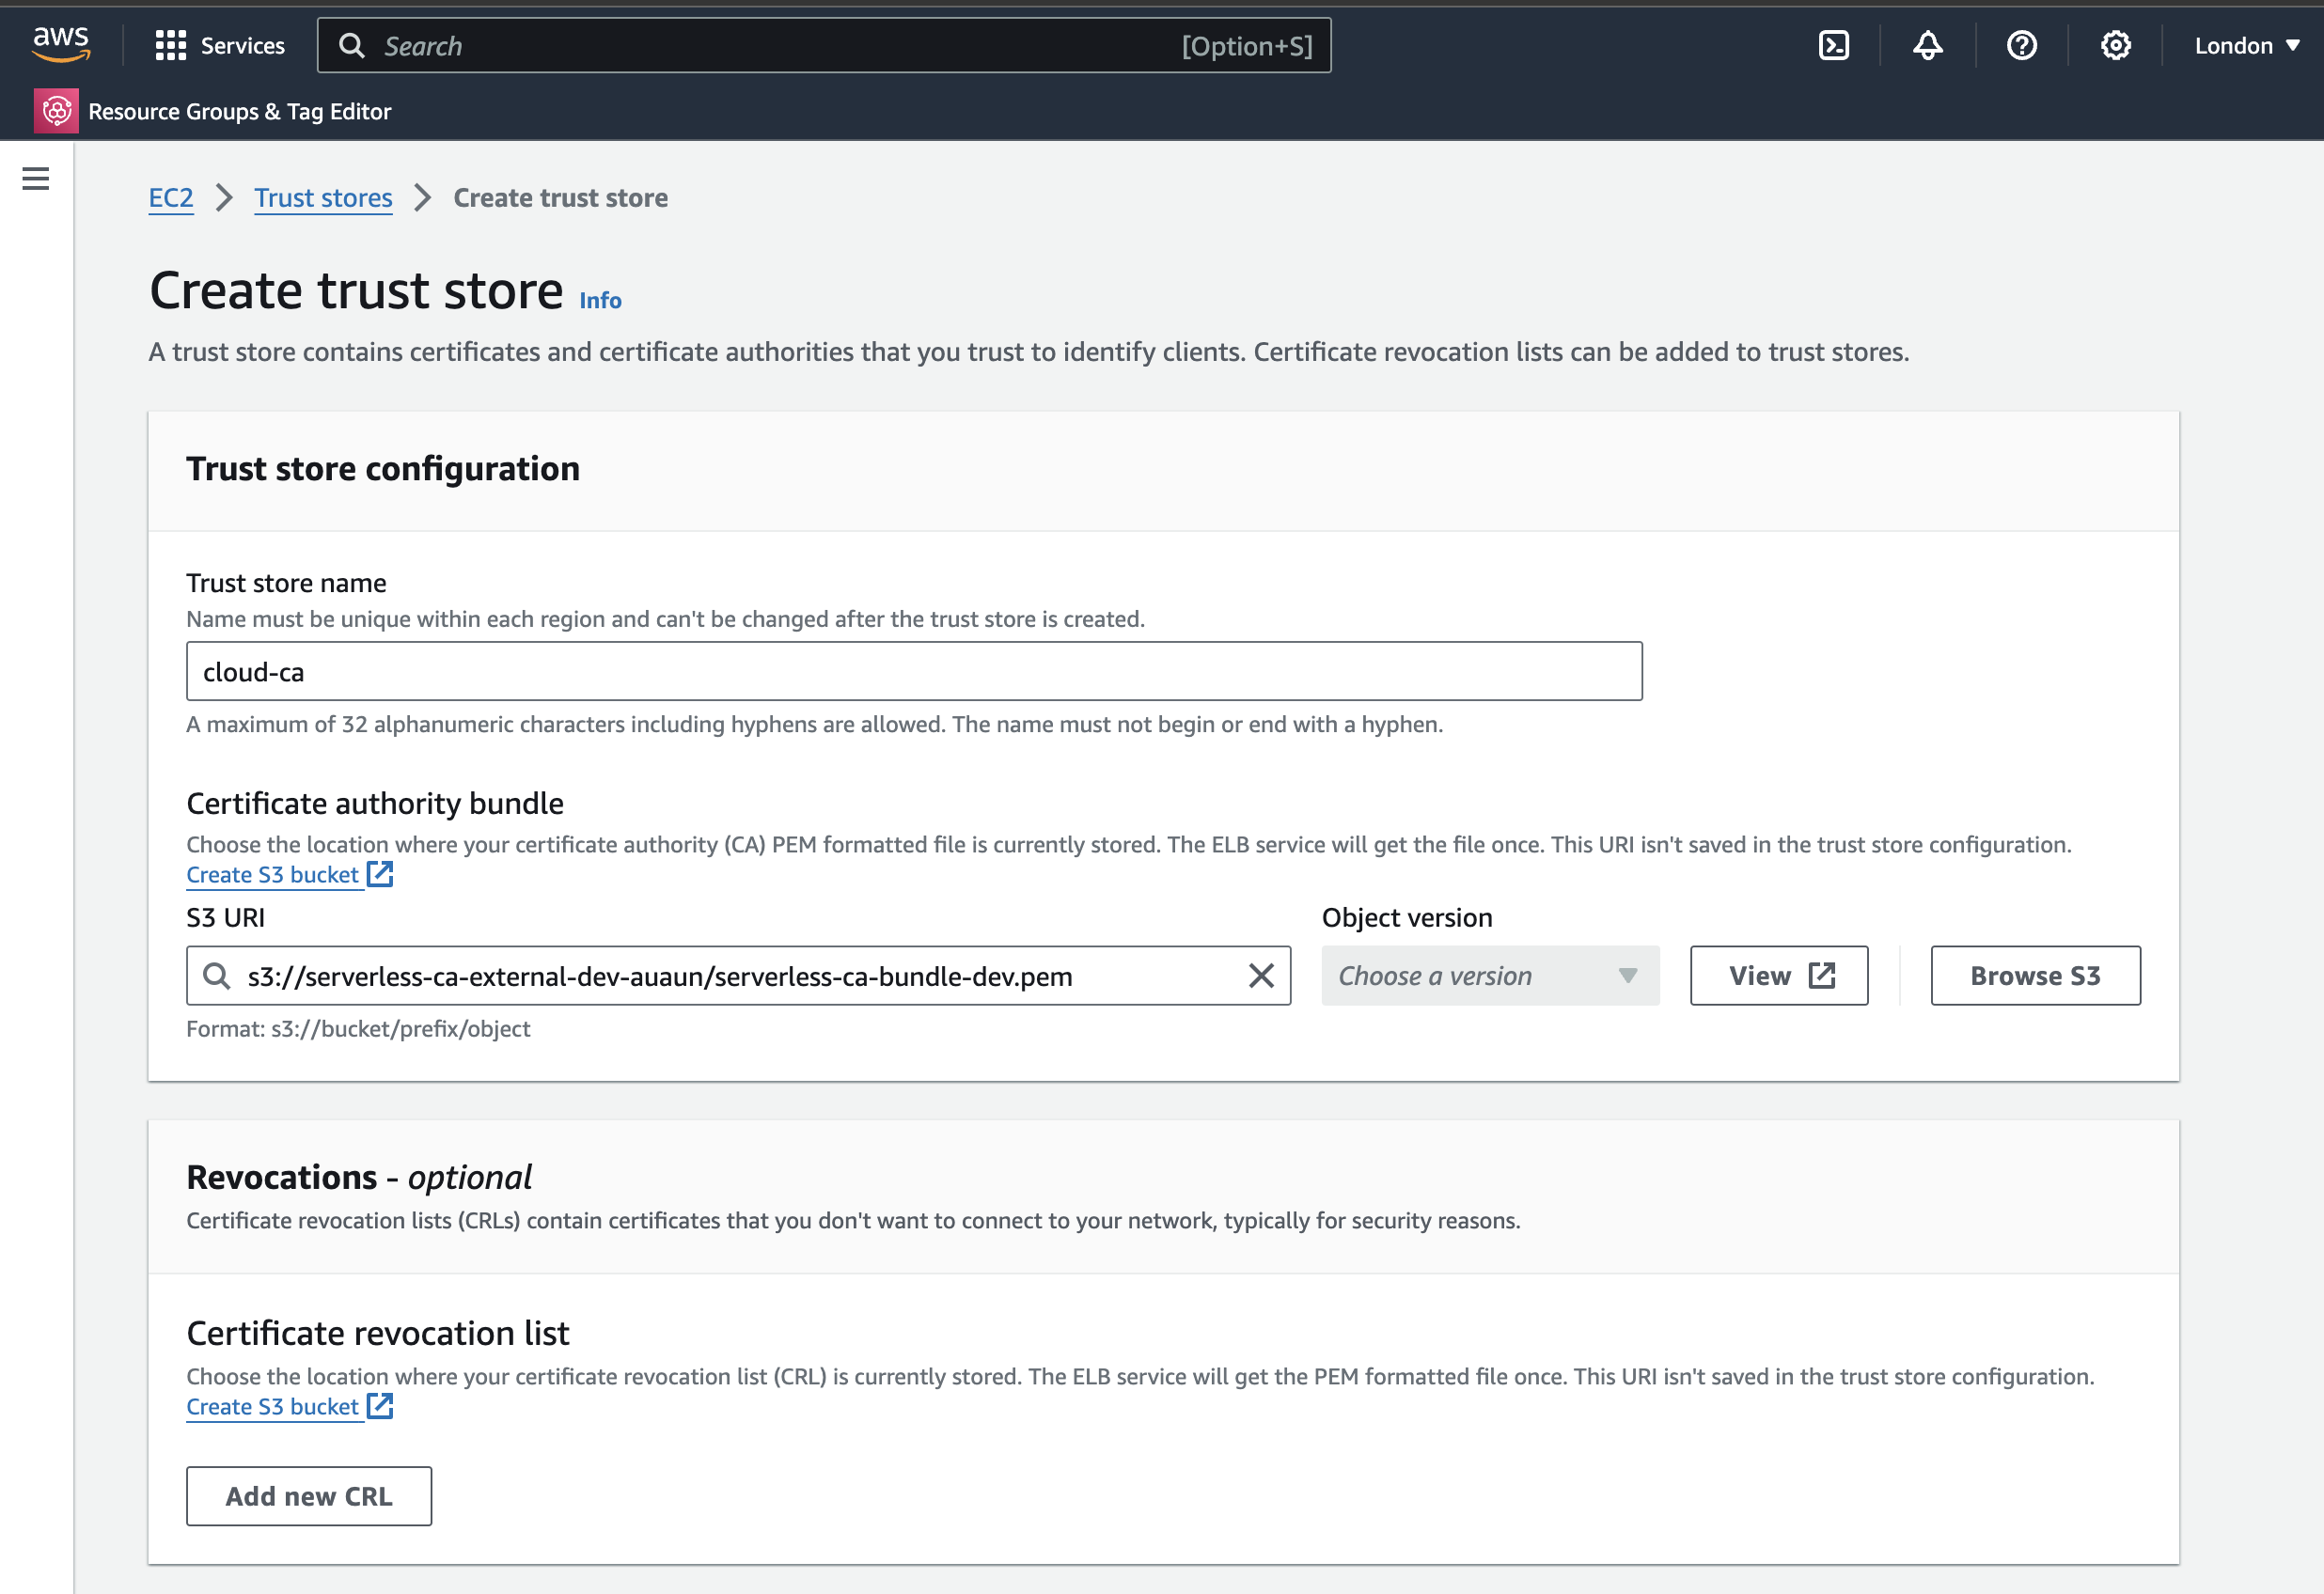 aws
Services
Search
[Option+S]
London
Resource Groups & Tag Editor
EC2
Trust stores
Create trust store
Create trust store
Info
A trust store contains certificates and certificate authorities that you trust to identify clients. Certificate revocation lists can be added to trust stores.
Trust store configuration
Trust store name
Name must be unique within each region and can't be changed after the trust store is created.
cloud-ca
A maximum of 32 alphanumeric characters including hyphens are allowed. The name must not begin or end with a hyphen.
Certificate authority bundle
Choose the location where your certificate authority (CA) PEM formatted file is currently stored. The ELB service will get the file once. This URI isn't saved in the trust store configuration.
Create S3 bucket
S3 URI
Object version
s3://serverless-ca-external-dev-auaun/serverless-ca-bundle-dev.pem
Choose a version
View
Browse S3
Format: s3://bucket/prefix/object
Revocations - optional
Certificate revocation lists (CRLs) contain certificates that you don't want to connect to your network, typically for security reasons.
Certificate revocation list
Choose the location where your certificate revocation list (CRL) is currently stored. The ELB service will get the PEM formatted file once. This URI isn't saved in the trust store configuration.
Create S3 bucket
Add new CRL